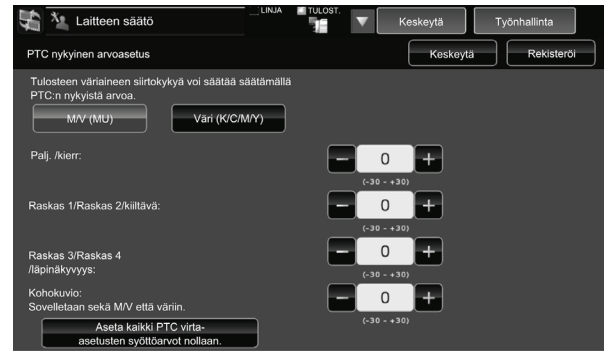 Laitteen säätö
LINJA
TULOST.
Keskeytä
Työnhallinta
PTC nykyinen arvoasetus
Keskeytä
Rekisteröi
Tulosteen väriaineen siirtokykyä voi säätää säätämällä
PTC:n nykyistä arvoa.
M/V (MU)
Väri (K/C/M/Y)
Palj. /kierr:
0
(-30 - +30)
Raskas 1/Raskas 2/kiiltävä:
0
(-30 - +30)
Raskas 3/Raskas 4
/läpinäkyvyys:
0
(-30 - +30)
Kohokuvio:
Sovelletaan sekä M/V että väriin.
0
(-30 - +30)
Aseta kaikki PTC virta-
asetusten syöttöarvot nollaan.